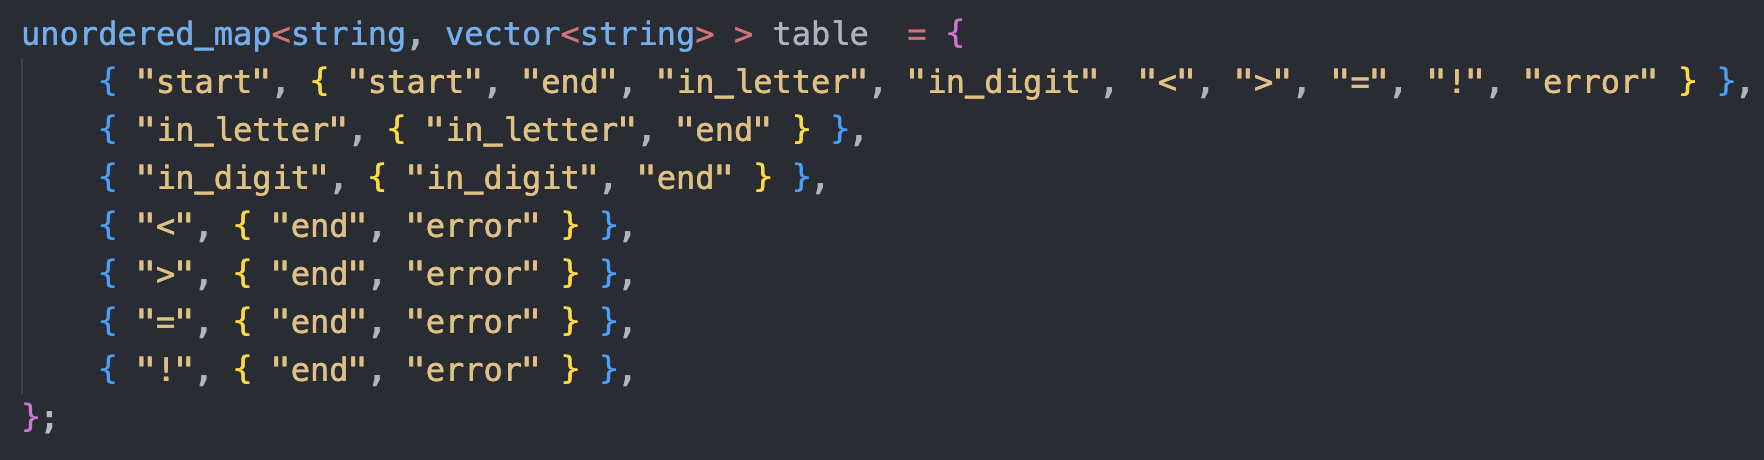 unordered_map<string, vector<string> > table  = {
    { "start", { "start", "end", "in_letter", "in_digit", "<", ">", "=", "!", "error" } },
    { "in_letter", { "in_letter", "end" } },
    { "in_digit", { "in_digit", "end" } },
    { "<", { "end", "error" } },
    { ">", { "end", "error" } },
    { "=", { "end", "error" } },
    { "!", { "end", "error" } },
};